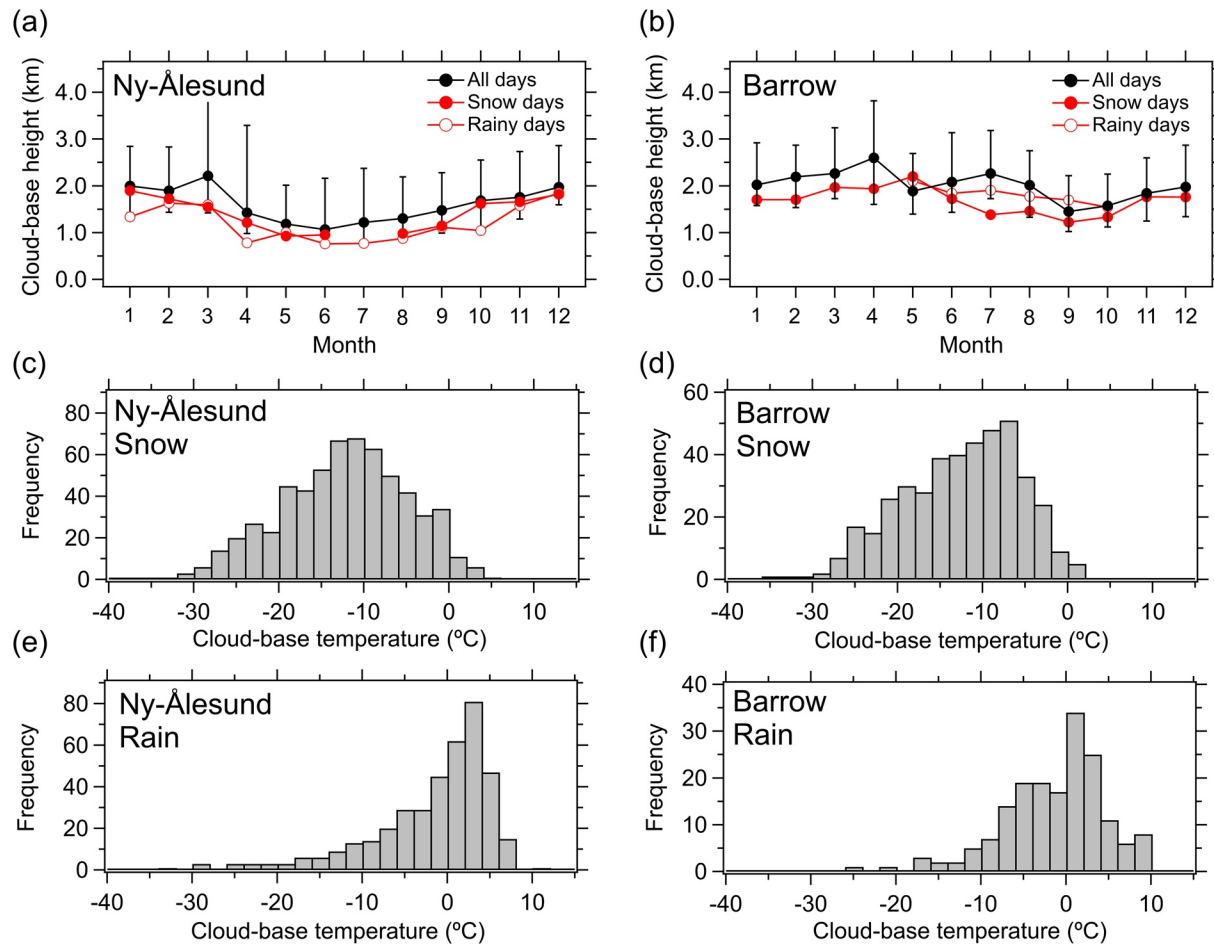 (a)
Ny-Ålesund
All days
Snow days
Rainy days
Cloud-base height (km)
4.0
3.0
2.0
1.0
0.0
1 2 3 4 5 6 7 8 9 10 11 12
Month
(b)
Barrow
All days
Snow days
Rainy days
Cloud-base height (km)
4.0
3.0
2.0
1.0
0.0
1 2 3 4 5 6 7 8 9 10 11 12
Month
(c)
Ny-Ålesund
Snow
Frequency
80
60
40
20
0
-40 -30 -20 -10 0 10
Cloud-base temperature (ºC)
(d)
Barrow
Snow
Frequency
60
40
20
0
-40 -30 -20 -10 0 10
Cloud-base temperature (ºC)
(e)
Ny-Ålesund
Rain
Frequency
80
60
40
20
0
-40 -30 -20 -10 0 10
Cloud-base temperature (ºC)
(f)
Barrow
Rain
Frequency
40
30
20
10
0
-40 -30 -20 -10 0 10
Cloud-base temperature (ºC)